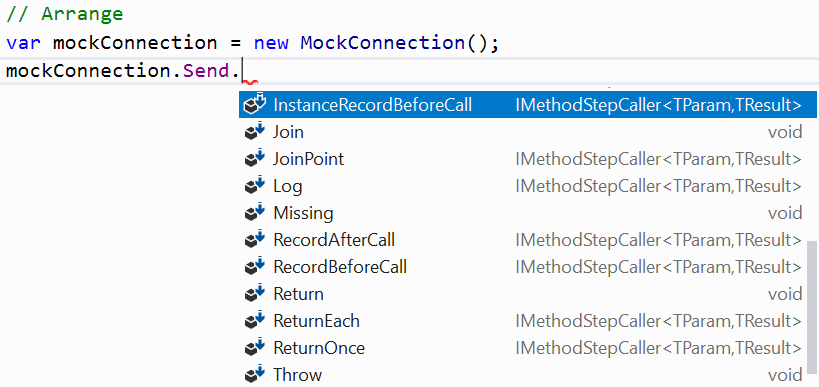 // Arrange
var mockConnection = new MockConnection();
mockConnection.Send.
InstanceRecordBeforeCall IMethodStepCaller<TParam,TResult>
Join void
JoinPoint IMethodStepCaller<TParam,TResult>
Log IMethodStepCaller<TParam,TResult>
Missing void
RecordAfterCall IMethodStepCaller<TParam,TResult>
RecordBeforeCall IMethodStepCaller<TParam,TResult>
Return void
ReturnEach IMethodStepCaller<TParam,TResult>
ReturnOnce IMethodStepCaller<TParam,TResult>
Throw void